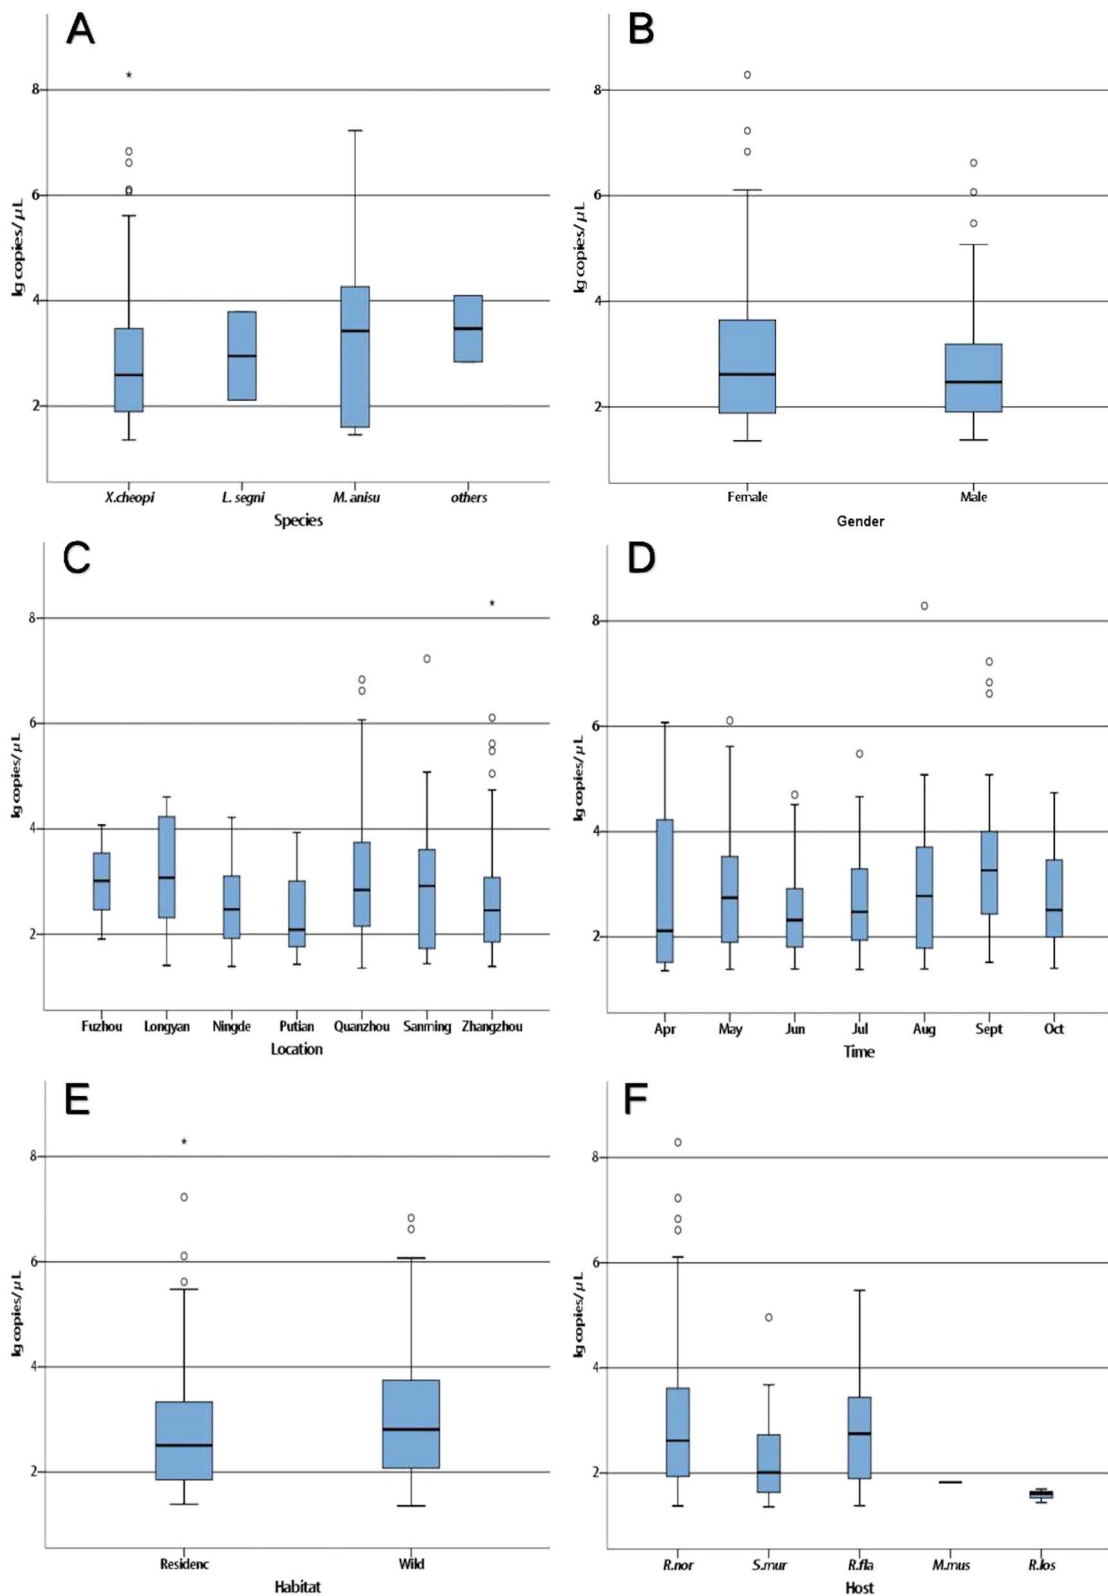 A
8
6
4
2
lg copies/μL
*
X.cheopi L. segni M. anisu others
Species
B
8
6
4
2
lg copies/μL
Female Male
Gender
C
8
6
4
2
lg copies/μL
*
Fuzhou Longyan Ningde Putian Quanzhou Sanming Zhangzhou
Location
D
8
6
4
2
lg copies/μL
Apr May Jun Jul Aug Sept Oct
Time
E
8
6
4
2
lg copies/μL
*
Residenc Wild
Habitat
F
8
6
4
2
lg copies/μL
R.nor S.mur R.fla M.mus R.los
Host